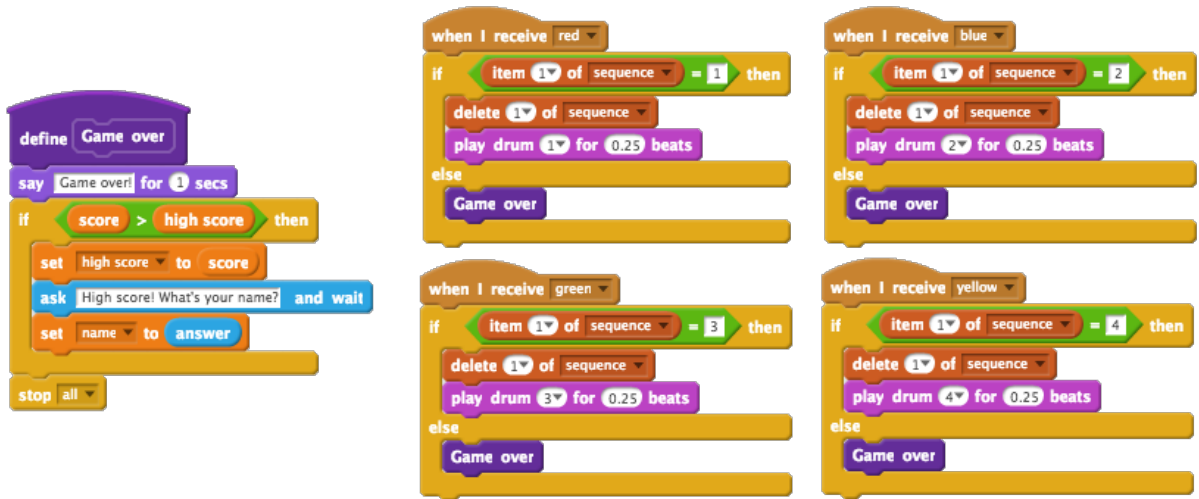 define Game over
say Game over! for 1 secs
if score > high score then
set high score to score
ask High score! What's your name? and wait
set name to answer
stop all
when I receive red
if item 1 of sequence = 1 then
delete 1 of sequence
play drum 1 for 0.25 beats
else
Game over
when I receive blue
if item 1 of sequence = 2 then
delete 1 of sequence
play drum 2 for 0.25 beats
else
Game over
when I receive green
if item 1 of sequence = 3 then
delete 1 of sequence
play drum 3 for 0.25 beats
else
Game over
when I receive yellow
if item 1 of sequence = 4 then
delete 1 of sequence
play drum 4 for 0.25 beats
else
Game over